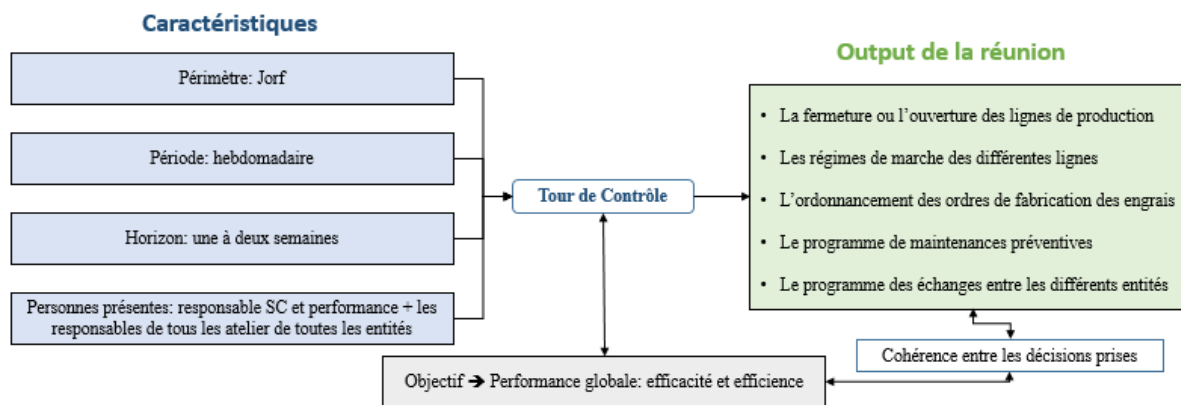 Caractéristiques
Périmètre: Jorf
Période: hebdomadaire
Horizon: une à deux semaines
Personnes présentes: responsable SC et performance + les
responsables de tous les atelier de toutes les entités
Tour de Contrôle
Output de la réunion
• La fermeture ou l’ouverture des lignes de production
• Les régimes de marche des différentes lignes
• L’ordonnancement des ordres de fabrication des engrais
• Le programme de maintenances préventives
• Le programme des échanges entre les différents entités
Cohérence entre les décisions prises
Objectif ➔ Performance globale: efficacité et efficience